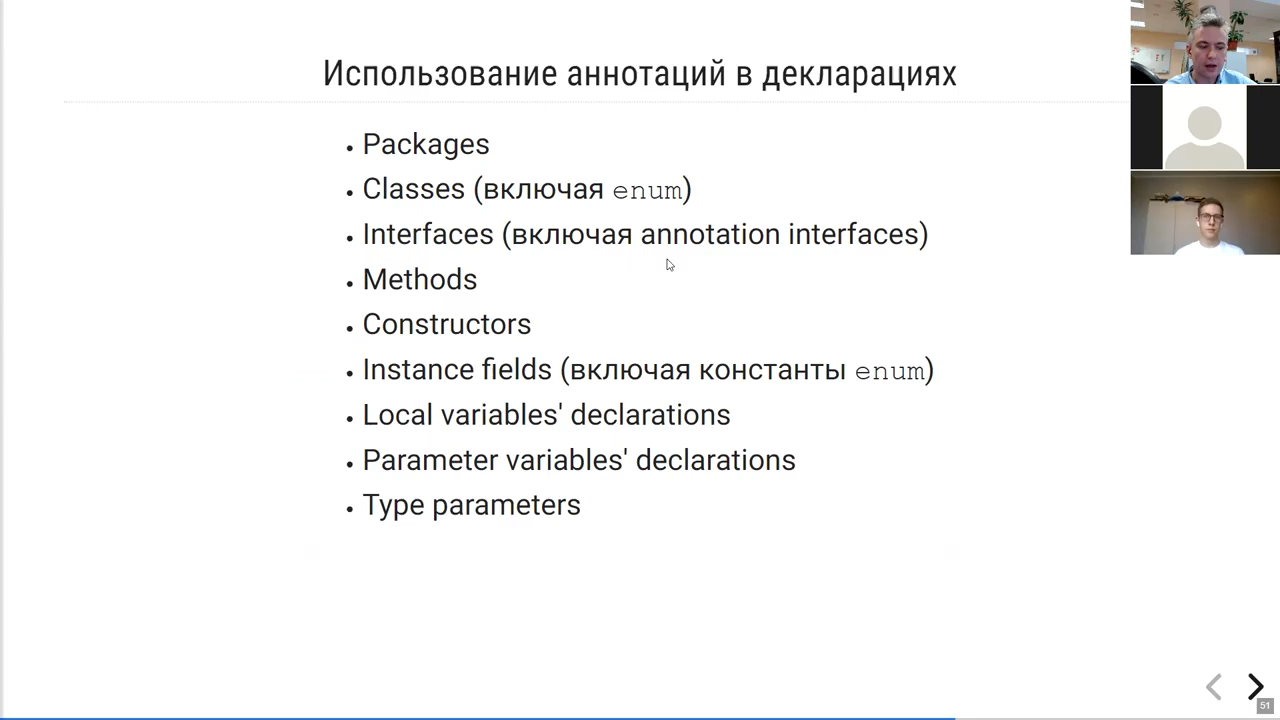 Использование аннотаций в декларациях
• Packages
• Classes (включая enum)
• Interfaces (включая annotation interfaces)
• Methods
• Constructors
• Instance fields (включая константы enum)
• Local variables' declarations
• Parameter variables' declarations
• Type parameters
51